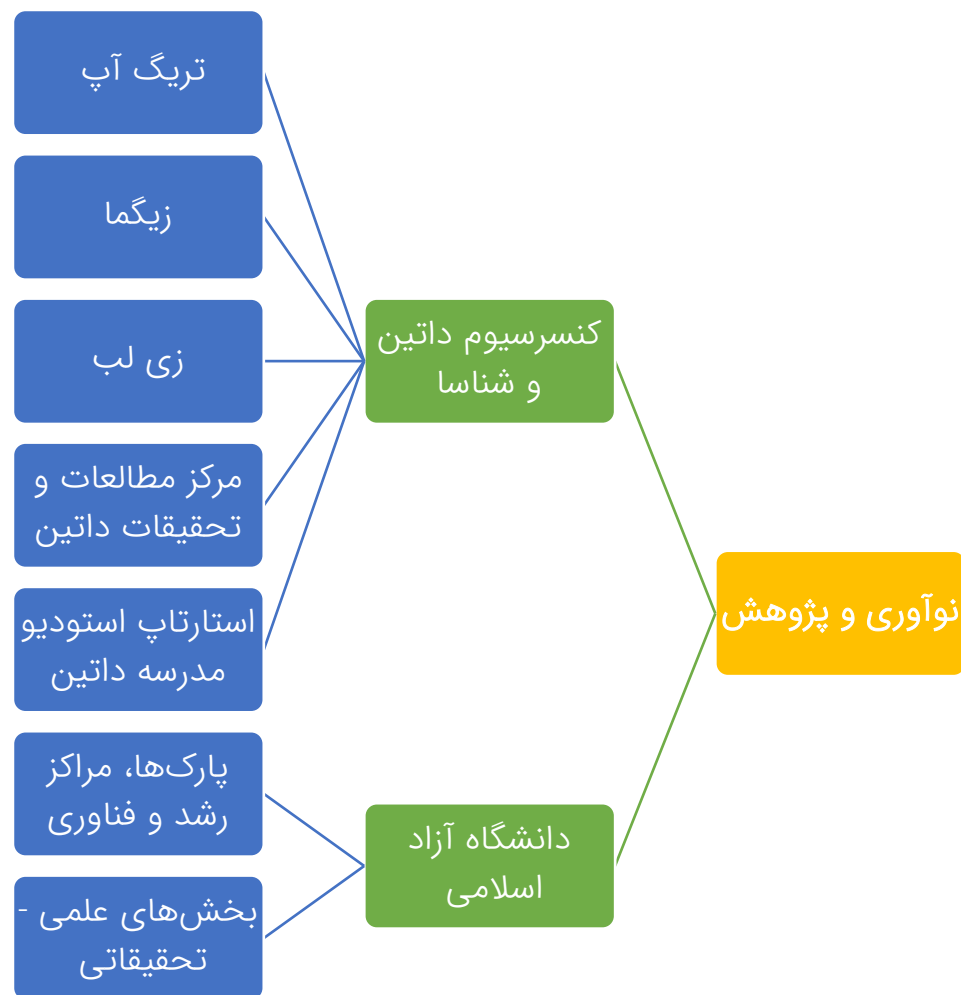 نوآوری و پژوهش
کنسرسیوم داتین
و شناسا
تریگ آپ
زیگما
زی لب
مرکز مطالعات و
تحقیقات داتین
استارتاپ استودیو
مدرسه داتین
دانشگاه آزاد
اسلامی
پارک‌ها، مراکز
رشد و فناوری
بخش‌های علمی -
تحقیقاتی